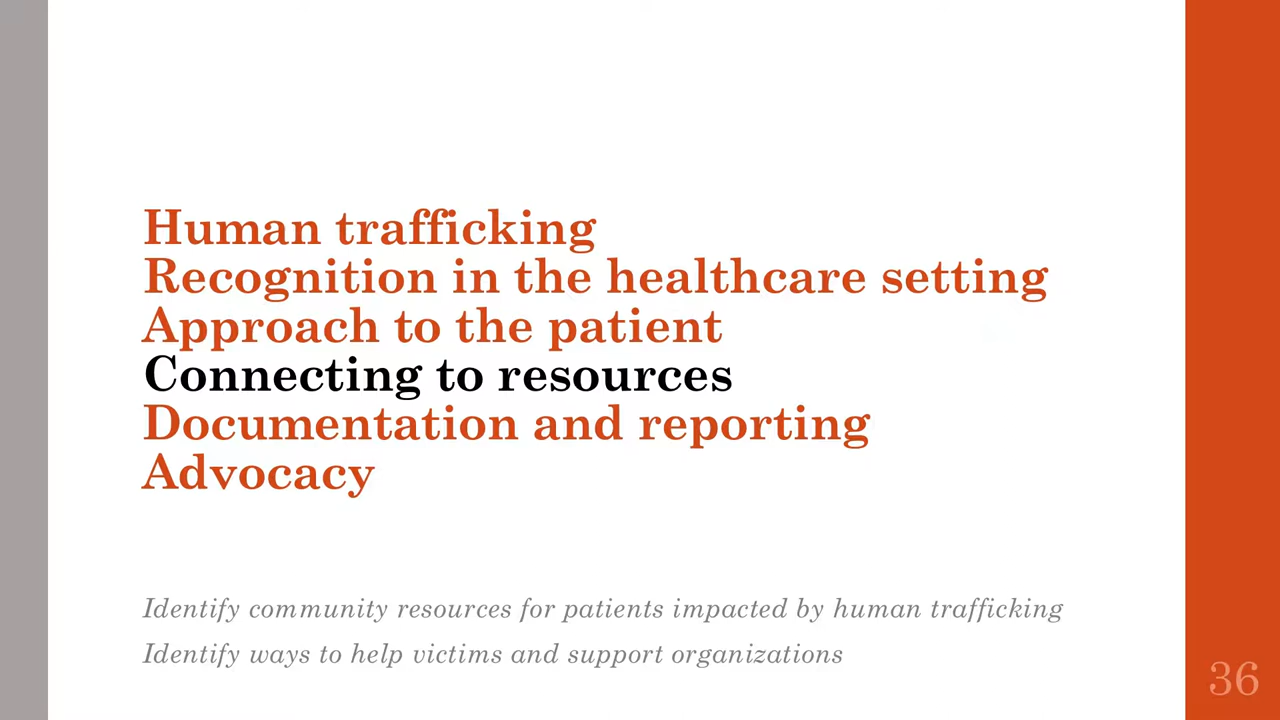 Human trafficking
Recognition in the healthcare setting
Approach to the patient
Connecting to resources
Documentation and reporting
Advocacy
Identify community resources for patients impacted by human trafficking
Identify ways to help victims and support organizations
36